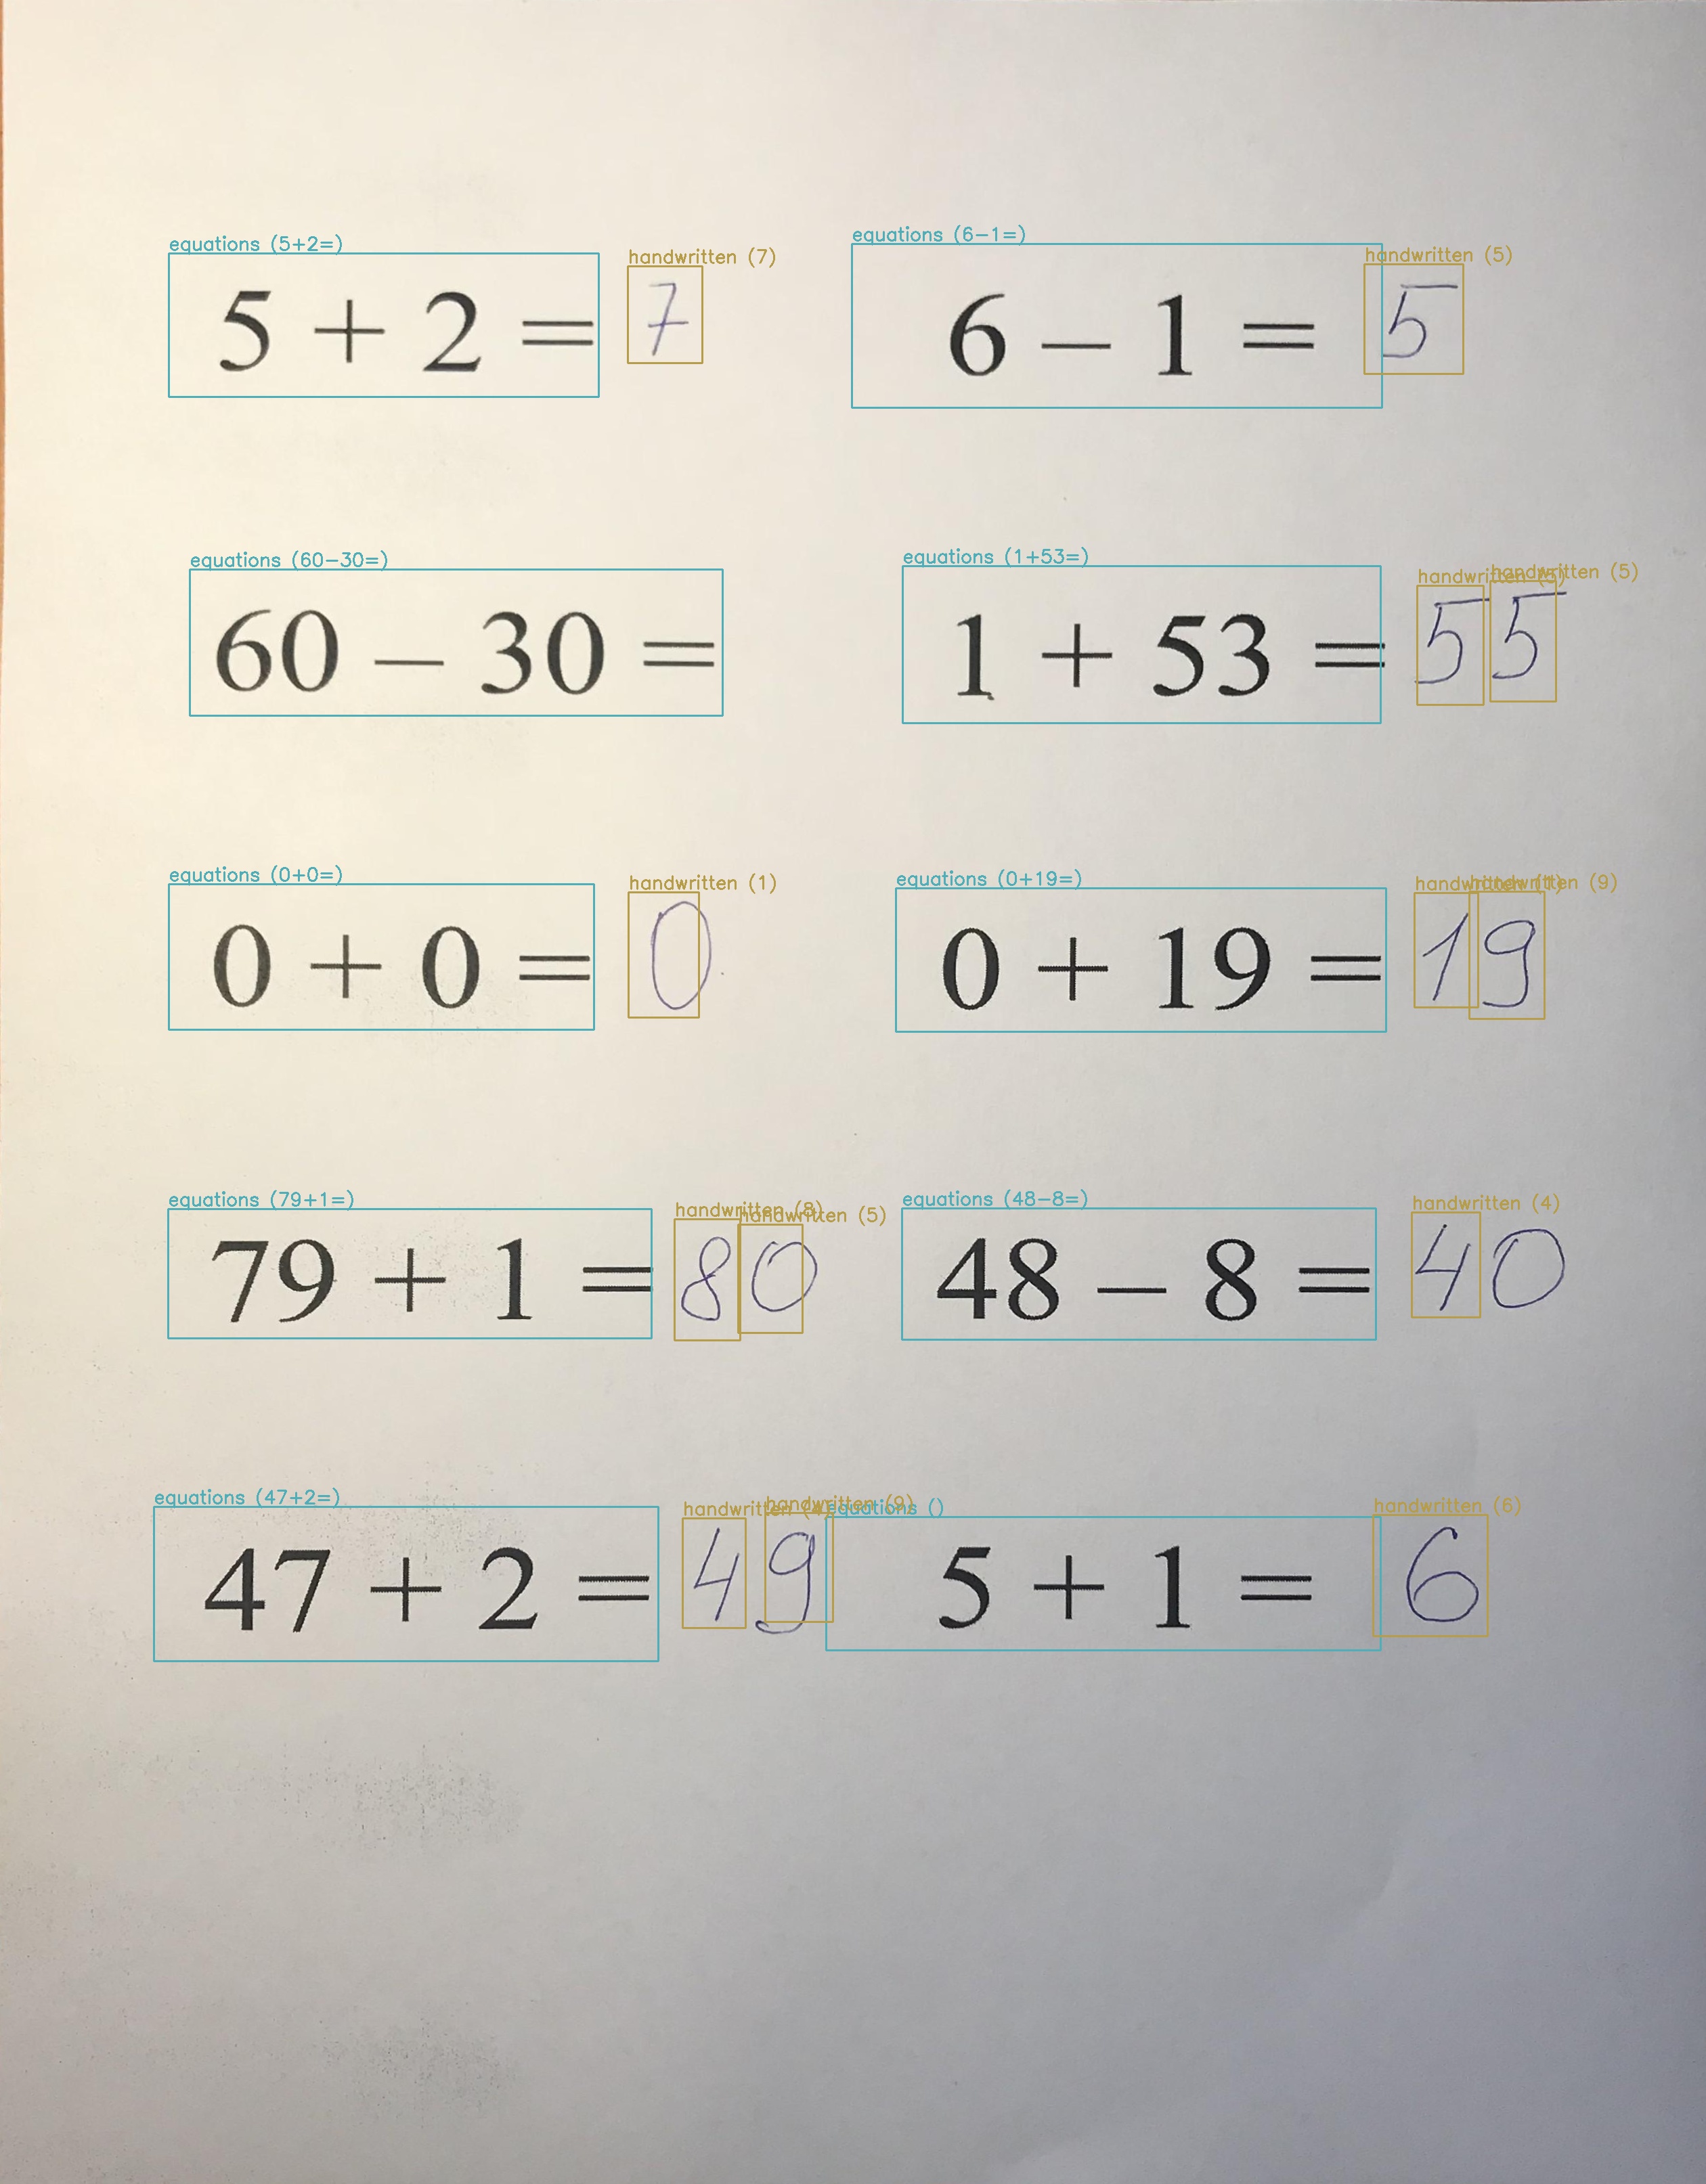 equations (5+2=) handwritten (7) equations (6-1=) handwritten (5)
5 + 2 = 7 6 – 1 = 5
equations (60-30=) equations (1+53=) handwritten (5) handwritten (5)
60 – 30 = 1 + 53 = 55
equations (0+0=) handwritten (1) equations (0+19=) handwritten (1) handwritten (9)
0 + 0 = 0 0 + 19 = 19
equations (79+1=) handwritten (8) handwritten (5) equations (48-8=) handwritten (4)
79 + 1 = 80 48 – 8 = 40
equations (47+2=) handwritten (4) handwritten (9) equations () handwritten (6)
47 + 2 = 49 5 + 1 = 6